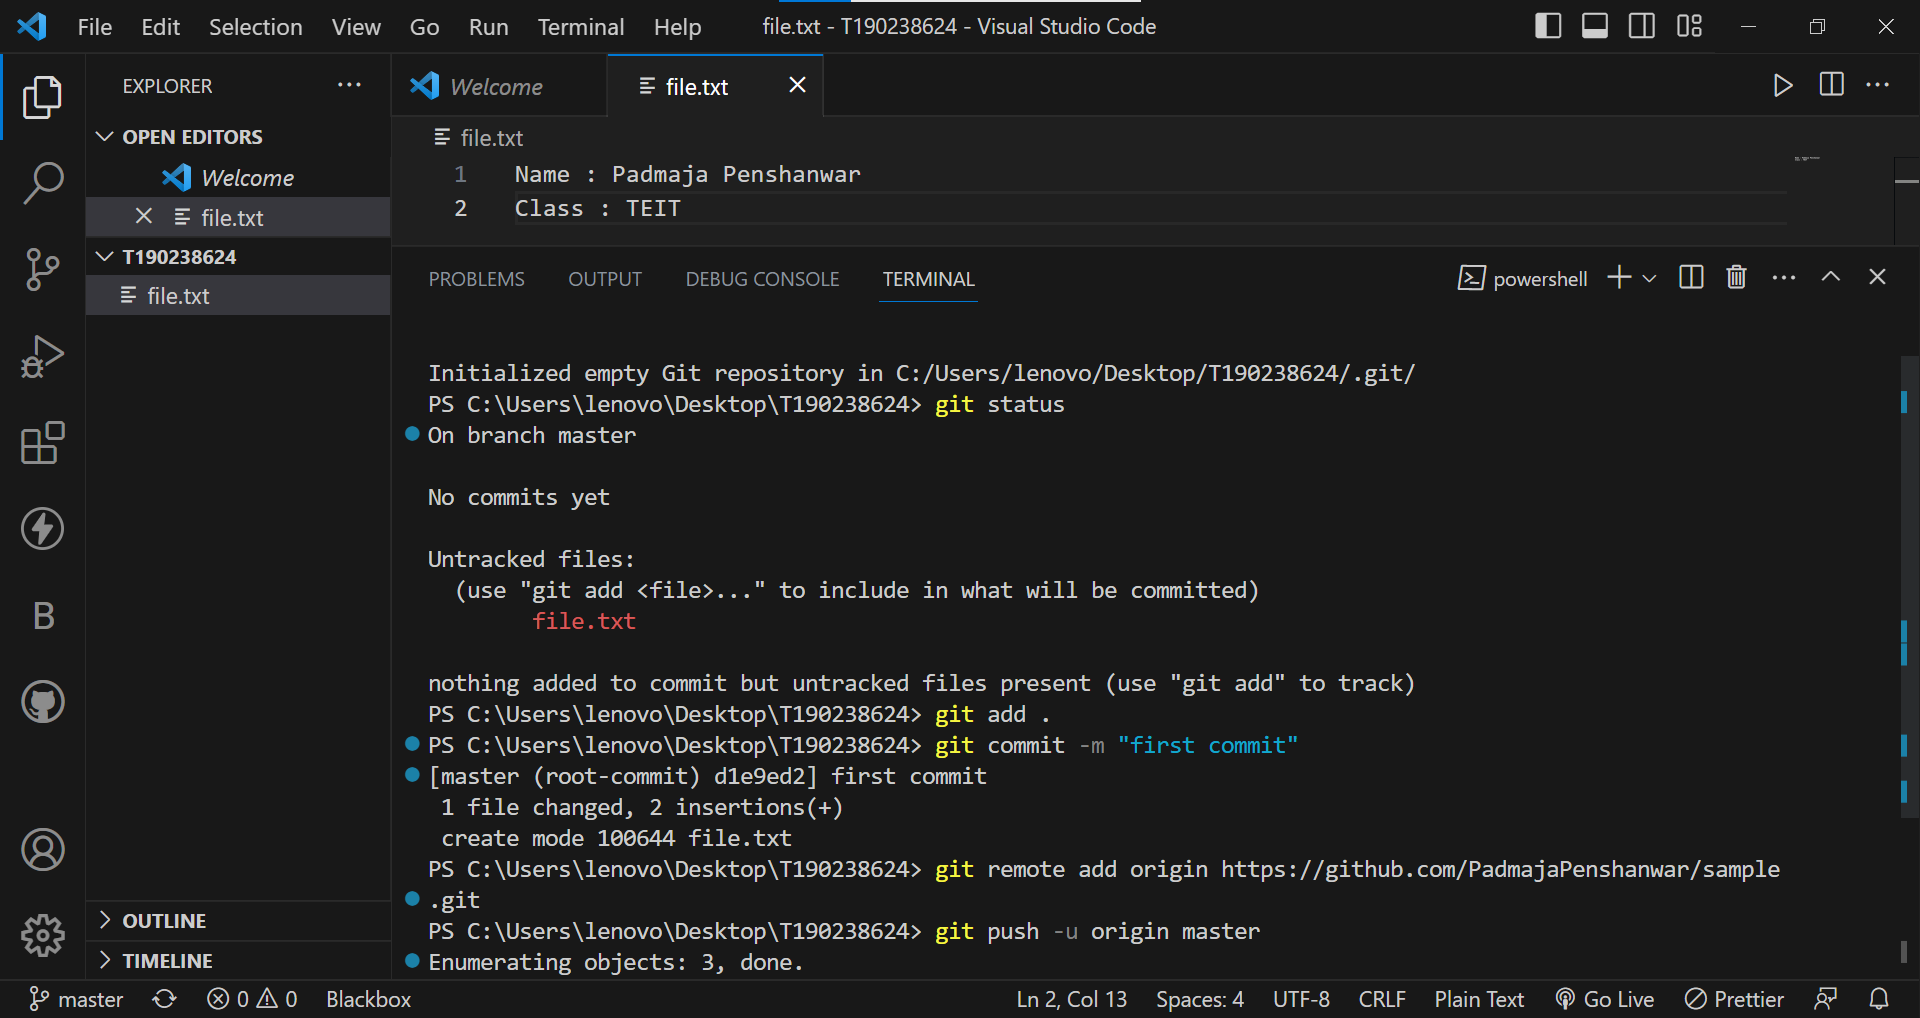 File Edit Selection View Go Run Terminal Help file.txt - T190238624 - Visual Studio Code
EXPLORER
OPEN EDITORS
Welcome
file.txt
T190238624
file.txt
OUTLINE
TIMELINE
Welcome file.txt
file.txt
1 Name : Padmaja Penshanwar
2 Class : TEIT
PROBLEMS OUTPUT DEBUG CONSOLE TERMINAL powershell
Initialized empty Git repository in C:/Users/lenovo/Desktop/T190238624/.git/
PS C:\Users\lenovo\Desktop\T190238624> git status
On branch master
No commits yet
Untracked files:
(use "git add <file>..." to include in what will be committed)
file.txt
nothing added to commit but untracked files present (use "git add" to track)
PS C:\Users\lenovo\Desktop\T190238624> git add .
PS C:\Users\lenovo\Desktop\T190238624> git commit -m "first commit"
[master (root-commit) d1e9ed2] first commit
1 file changed, 2 insertions(+)
create mode 100644 file.txt
PS C:\Users\lenovo\Desktop\T190238624> git remote add origin https://github.com/PadmajaPenshanwar/sample
.git
PS C:\Users\lenovo\Desktop\T190238624> git push -u origin master
Enumerating objects: 3, done.
B
master 0 0 Blackbox Ln 2, Col 13 Spaces: 4 UTF-8 CRLF Plain Text Go Live Prettier